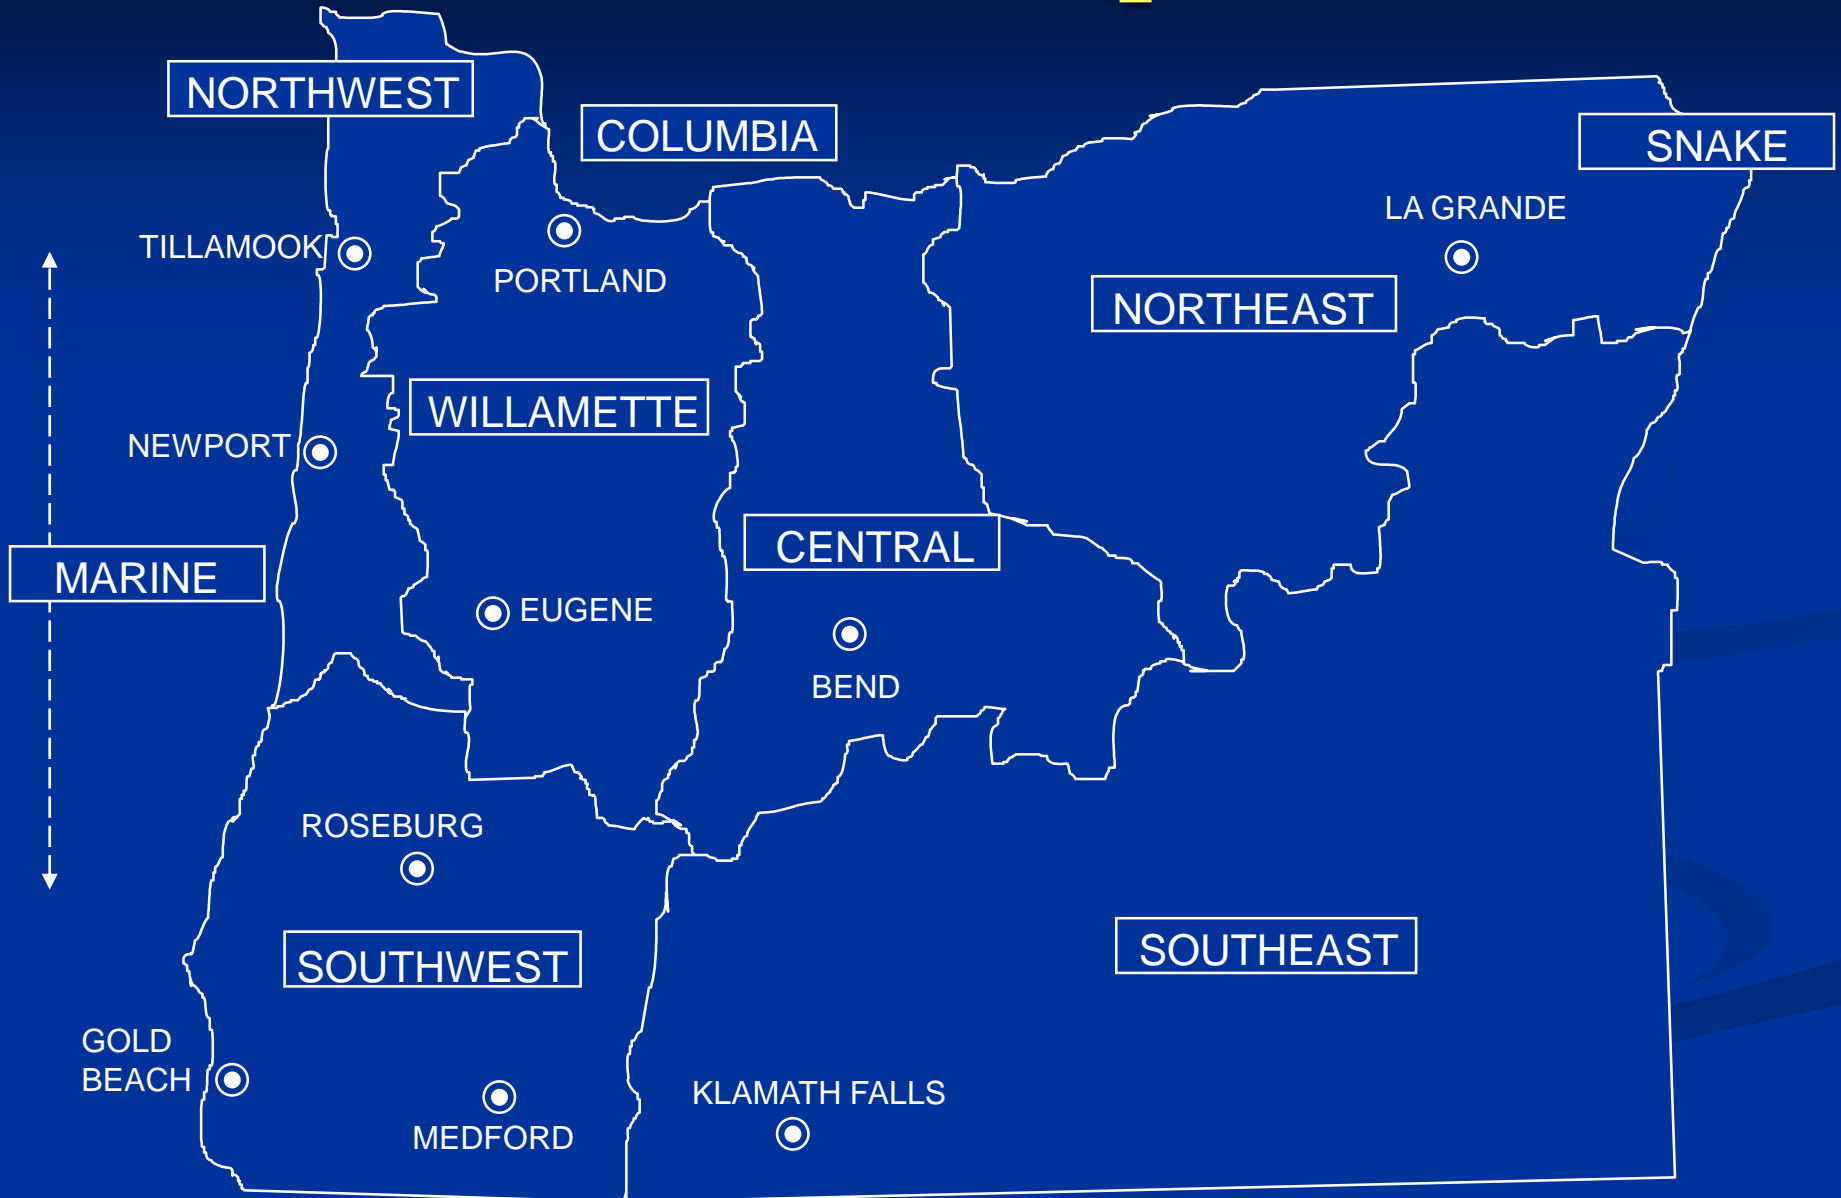 NORTHWEST
COLUMBIA
SNAKE
LA GRANDE
TILLAMOOK
PORTLAND
NORTHEAST
WILLAMETTE
NEWPORT
CENTRAL
MARINE
EUGENE
BEND
ROSEBURG
SOUTHWEST
SOUTHEAST
GOLD
BEACH
KLAMATH FALLS
MEDFORD